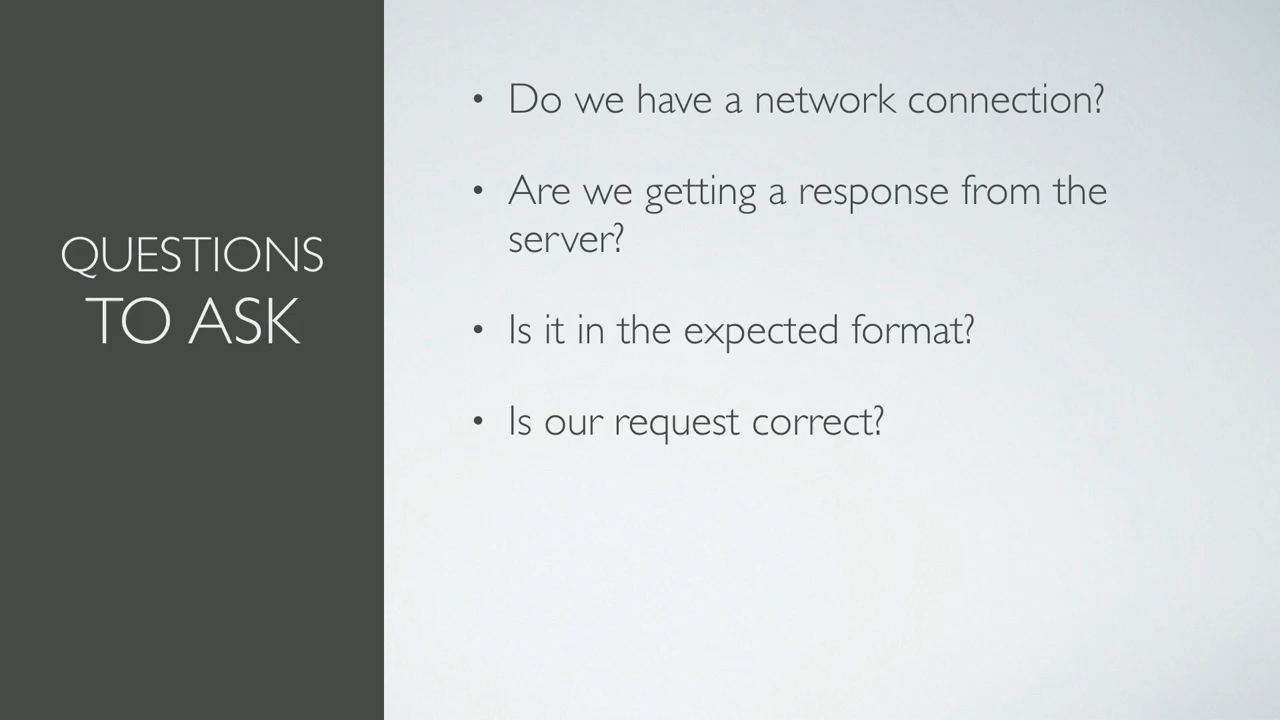 QUESTIONS
TO ASK
• Do we have a network connection?
• Are we getting a response from the
server?
• Is it in the expected format?
• Is our request correct?